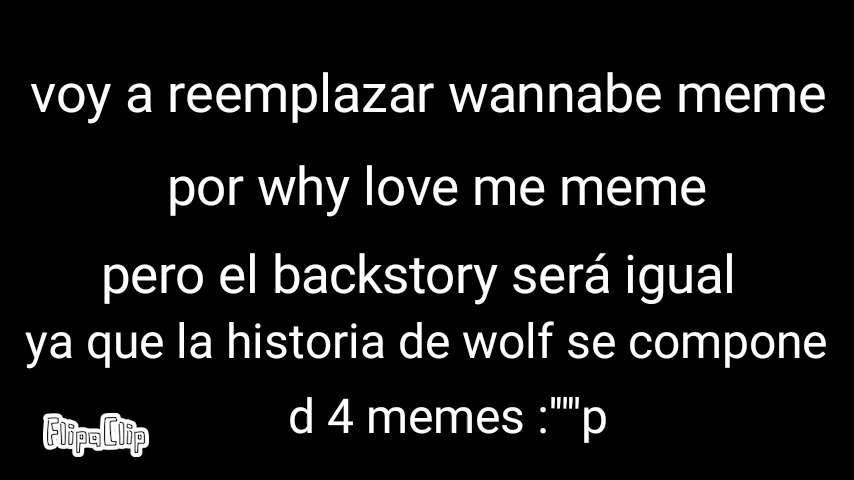 voy a reemplazar wannabe meme
por why love me meme
pero el backstory será igual
ya que la historia de wolf se compone
d 4 memes :""''p
FlipaClip